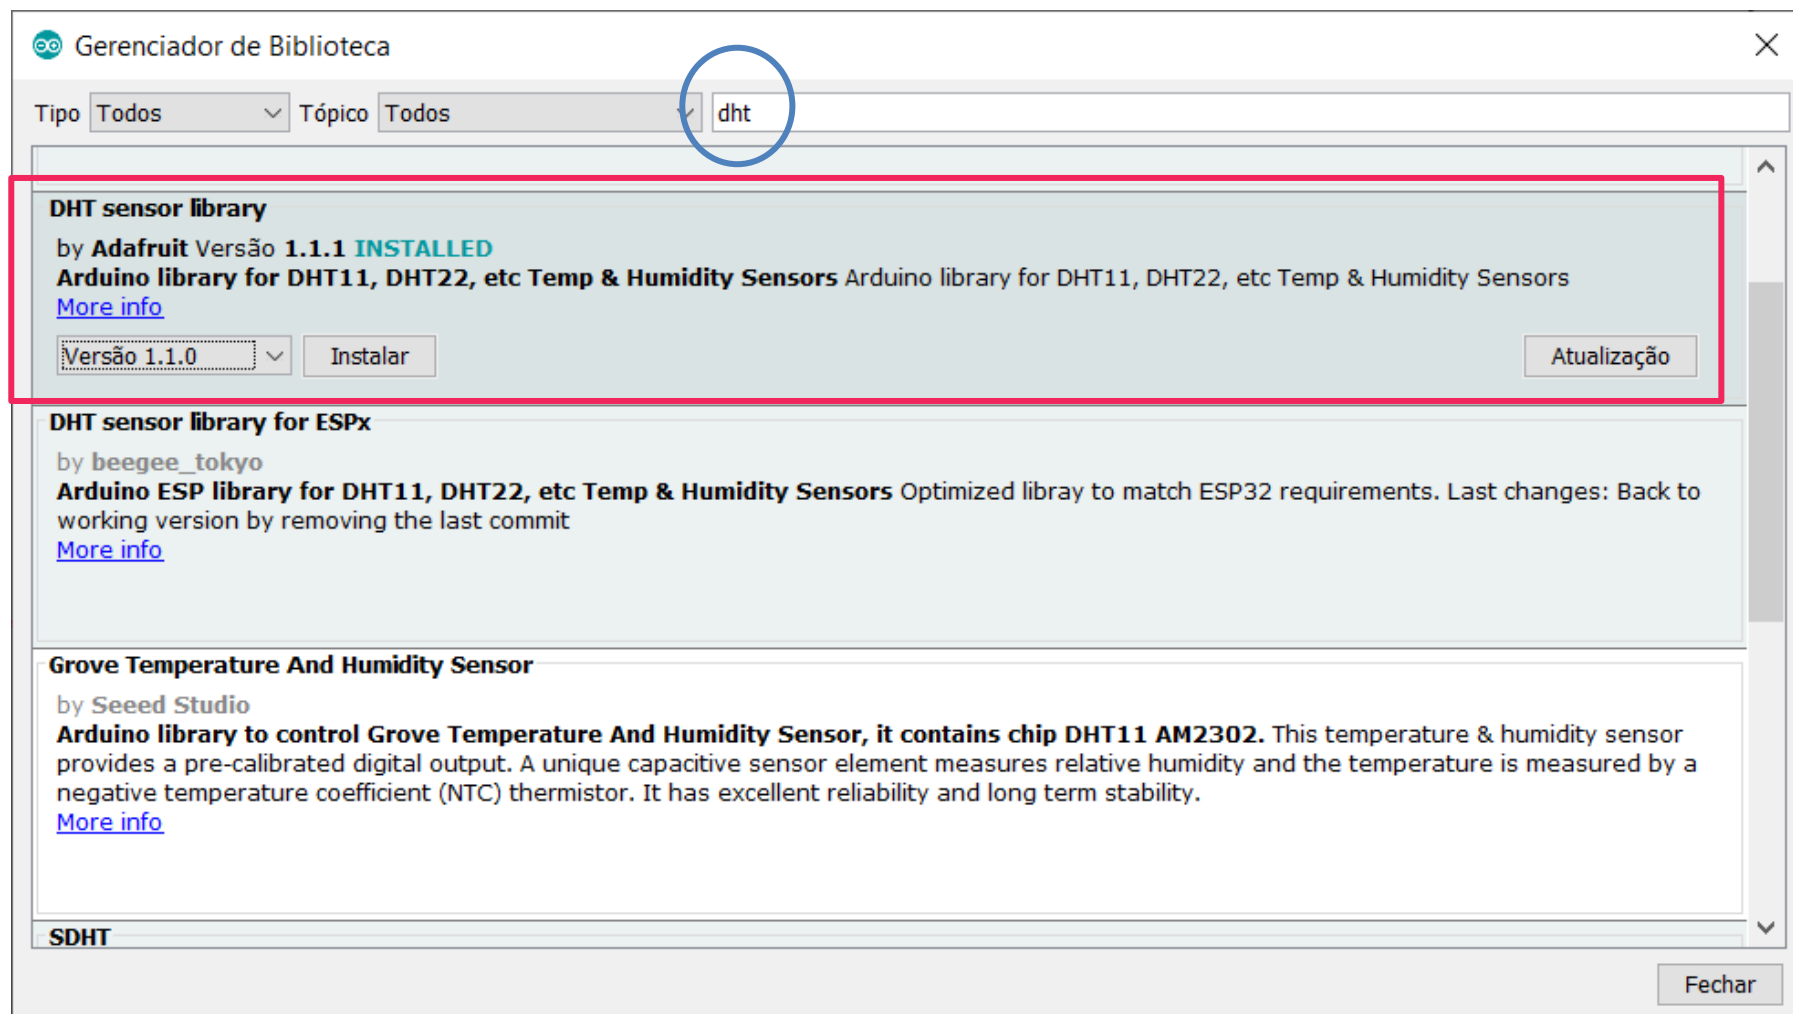 Gerenciador de Biblioteca
Tipo Todos Tópico Todos dht
DHT sensor library
by Adafruit Versão 1.1.1 INSTALLED
Arduino library for DHT11, DHT22, etc Temp & Humidity Sensors Arduino library for DHT11, DHT22, etc Temp & Humidity Sensors
More info
Versão 1.1.0 Instalar Atualização
DHT sensor library for ESPx
by beegee_tokyo
Arduino ESP library for DHT11, DHT22, etc Temp & Humidity Sensors Optimized libray to match ESP32 requirements. Last changes: Back to
working version by removing the last commit
More info
Grove Temperature And Humidity Sensor
by Seeed Studio
Arduino library to control Grove Temperature And Humidity Sensor, it contains chip DHT11 AM2302. This temperature & humidity sensor
provides a pre-calibrated digital output. A unique capacitive sensor element measures relative humidity and the temperature is measured by a
negative temperature coefficient (NTC) thermistor. It has excellent reliability and long term stability.
More info
SDHT
Fechar